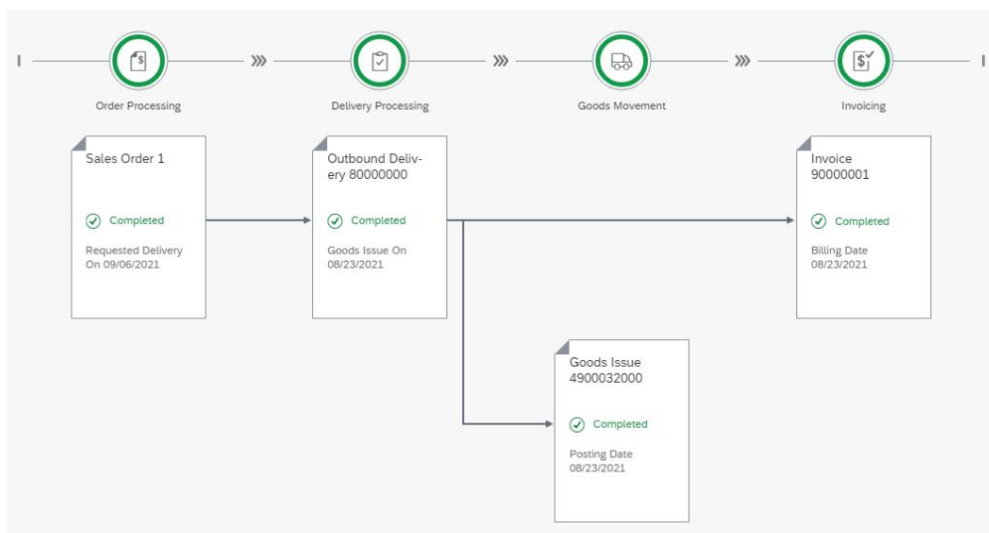 Order Processing
Delivery Processing
Goods Movement
Invoicing
Sales Order 1
Completed
Requested Delivery
On 09/06/2021
Outbound Deliv-
ery 80000000
Completed
Goods Issue On
08/23/2021
Invoice
90000001
Completed
Billing Date
08/23/2021
Goods Issue
4900032000
Completed
Posting Date
08/23/2021